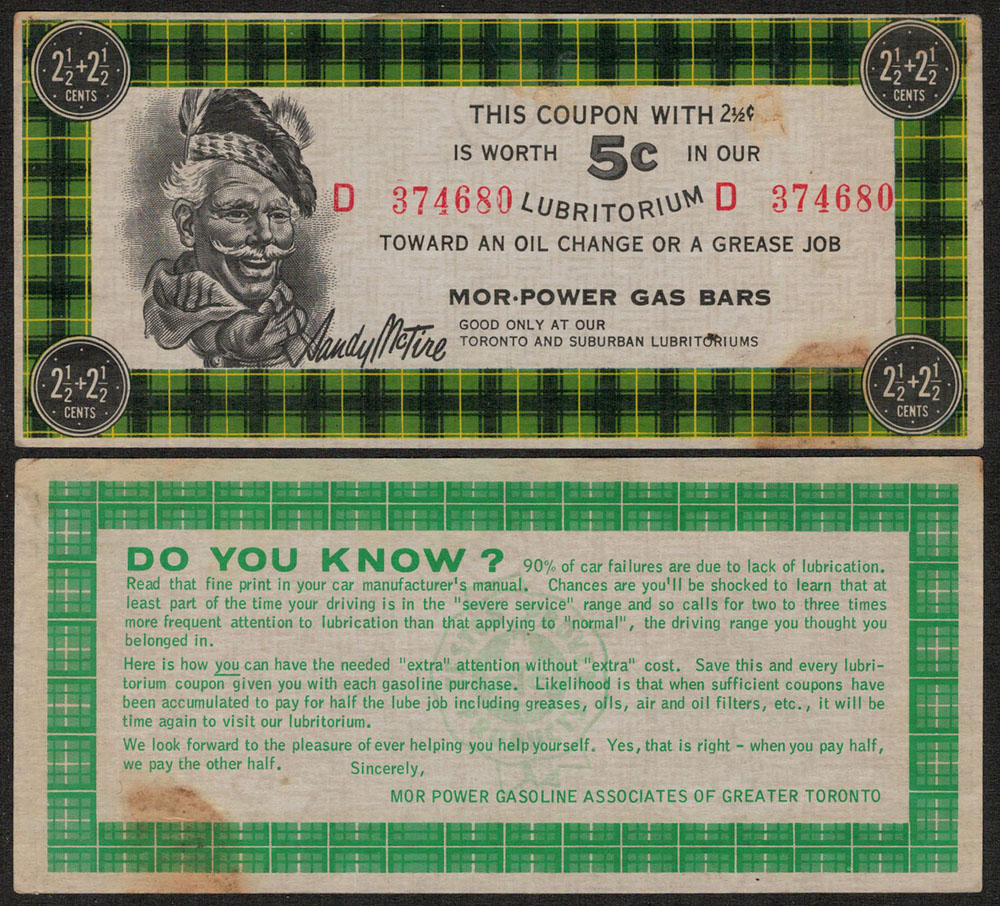 2½+2½ CENTS
2½+2½ CENTS
THIS COUPON WITH 2½¢
IS WORTH 5c IN OUR
D 374680 LUBRITORIUM D 374680
TOWARD AN OIL CHANGE OR A GREASE JOB
MOR·POWER GAS BARS
GOOD ONLY AT OUR
TORONTO AND SUBURBAN LUBRITORIUMS
Sandy McTire
2½+2½ CENTS
2½+2½ CENTS
DO YOU KNOW? 90% of car failures are due to lack of lubrication.
Read that fine print in your car manufacturer's manual. Chances are you'll be shocked to learn that at
least part of the time your driving is in the "severe service" range and so calls for two to three times
more frequent attention to lubrication than that applying to "normal", the driving range you thought you
belonged in.
Here is how you can have the needed "extra" attention without "extra" cost. Save this and every lubri-
torium coupon given you with each gasoline purchase. Likelihood is that when sufficient coupons have
been accumulated to pay for half the lube job including greases, oils, air and oil filters, etc., it will be
time again to visit our lubritorium.
We look forward to the pleasure of ever helping you help yourself. Yes, that is right - when you pay half,
we pay the other half. Sincerely,
MOR POWER GASOLINE ASSOCIATES OF GREATER TORONTO